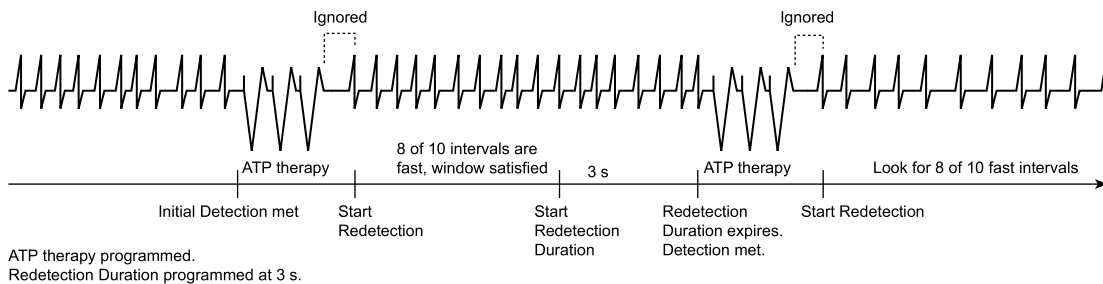 Ignored
Ignored
8 of 10 intervals are
fast, window satisfied
ATP therapy
3 s
ATP therapy
Look for 8 of 10 fast intervals
Initial Detection met
Start
Redetection
Start
Redetection
Duration
Redetection
Duration expires.
Detection met.
Start Redetection
ATP therapy programmed.
Redetection Duration programmed at 3 s.